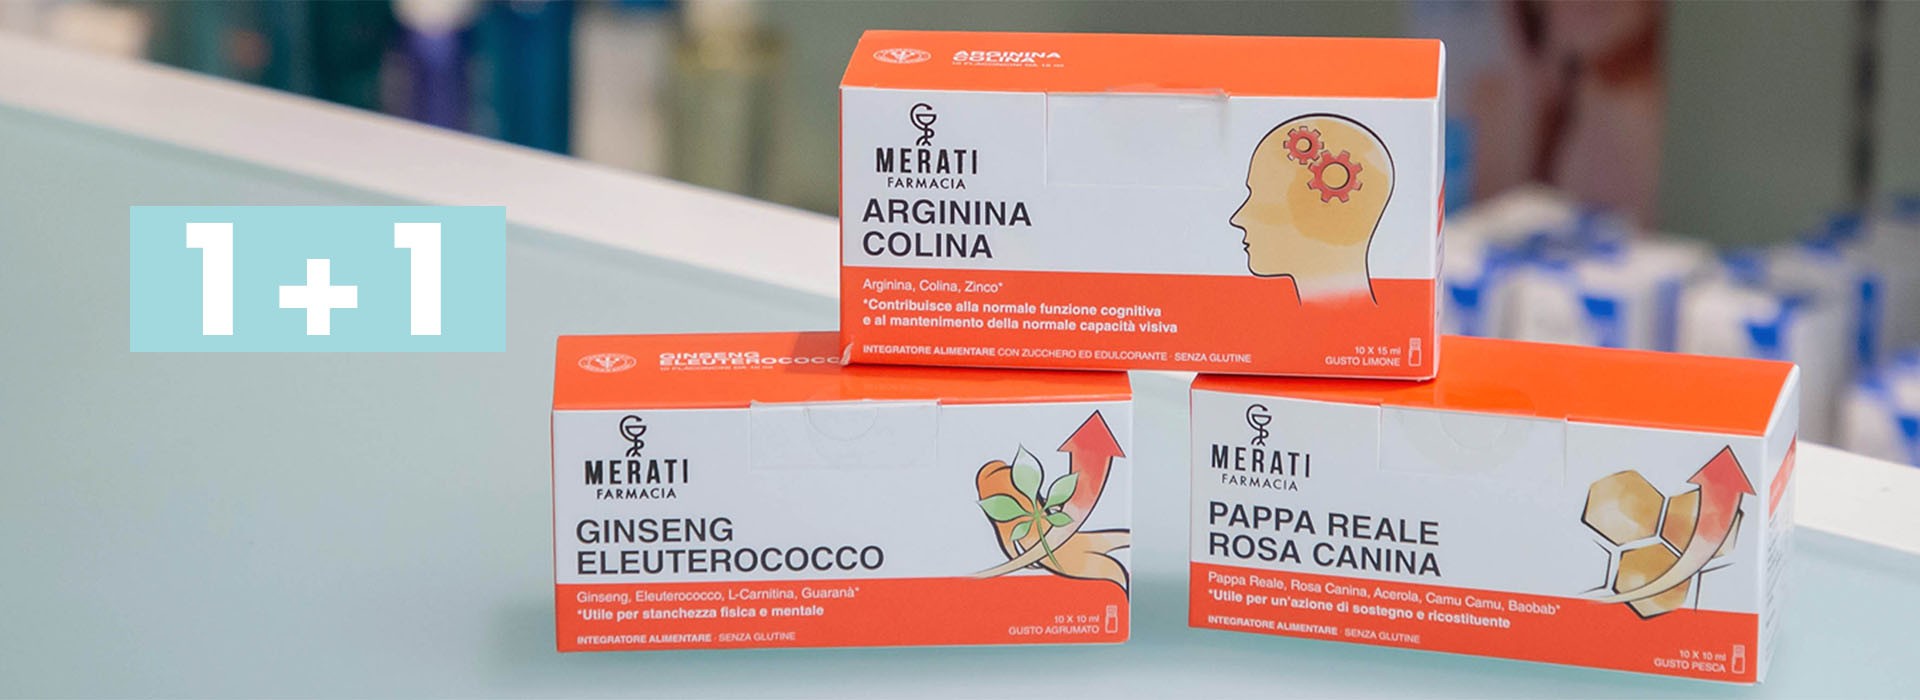 1+1
ARGININA
COLINA
MERATI
FARMACIA
ARGININA
COLINA
Arginina, Colina, Zinco*
*Contribuisce alla normale funzione cognitiva
e al mantenimento della normale capacità visiva
INTEGRATORE ALIMENTARE CON ZUCCHERO ED EDULCORANTE · SENZA GLUTINE
10 X 15 ml
GUSTO LIMONE
GINSENG
ELEUTEROCOCCO
MERATI
FARMACIA
GINSENG
ELEUTEROCOCCO
Ginseng, Eleuterococco, L-Carnitina, Guaranà*
*Utile per stanchezza fisica e mentale
INTEGRATORE ALIMENTARE · SENZA GLUTINE
10 X 10 ml
GUSTO AGRUMATO
MERATI
FARMACIA
PAPPA REALE
ROSA CANINA
Pappa Reale, Rosa Canina, Acerola, Camu Camu, Baobab*
*Utile per un'azione di sostegno e ricostituente
INTEGRATORE ALIMENTARE · SENZA GLUTINE
10 X 10 ml
GUSTO PESCA